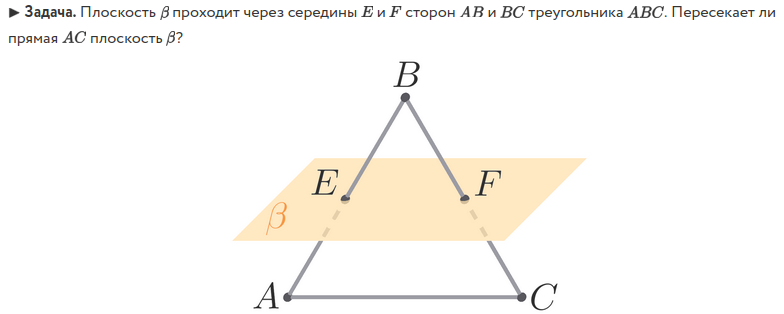 ► Задача. Плоскость β проходит через середины E и F сторон AB и BC треугольника ABC. Пересекает ли
прямая AC плоскость β?
B
E
F
β
A
C